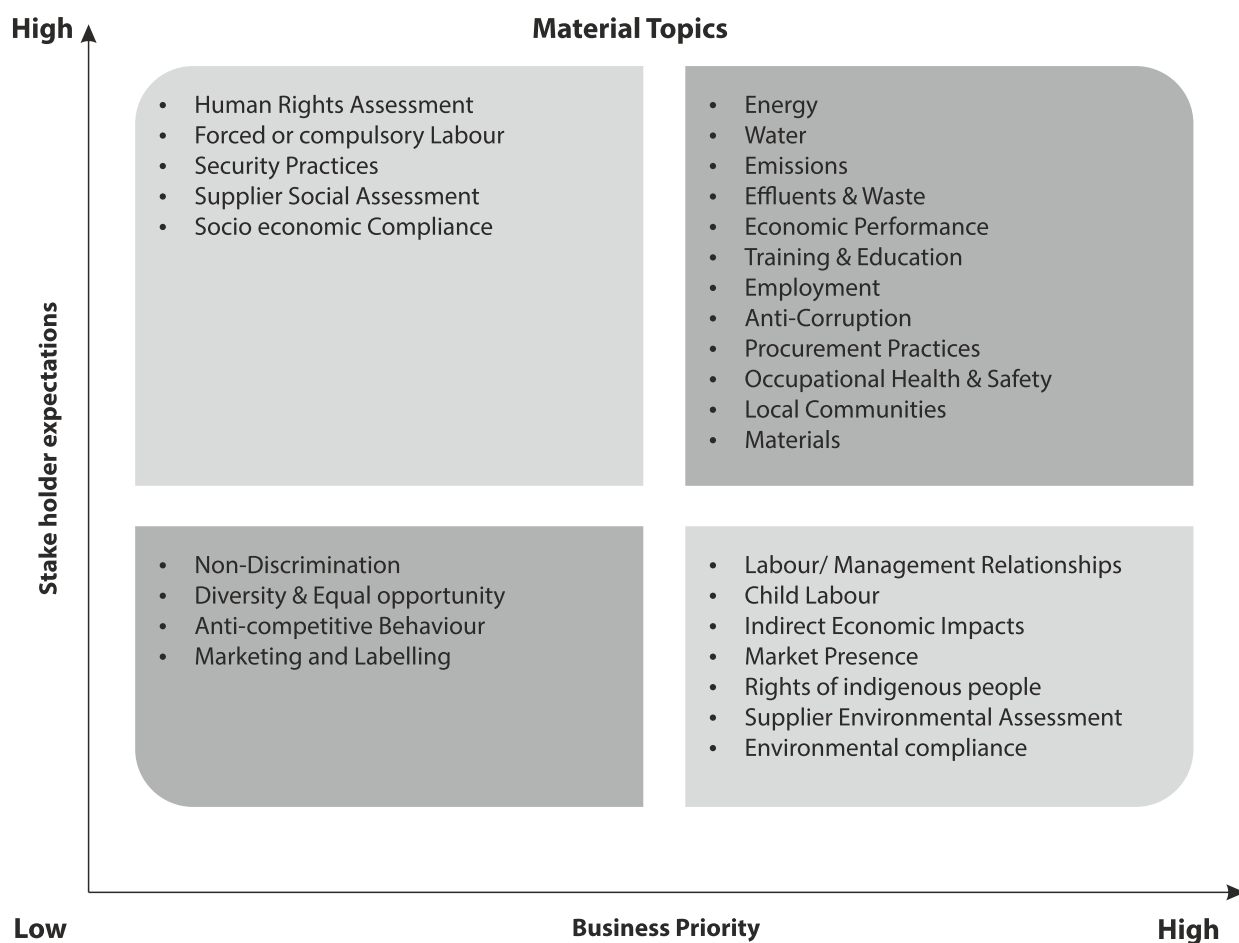 High
Material Topics
• Human Rights Assessment
• Forced or compulsory Labour
• Security Practices
• Supplier Social Assessment
• Socio economic Compliance
• Energy
• Water
• Emissions
• Effluents & Waste
• Economic Performance
• Training & Education
• Employment
• Anti-Corruption
• Procurement Practices
• Occupational Health & Safety
• Local Communities
• Materials
Stake holder expectations
• Non-Discrimination
• Diversity & Equal opportunity
• Anti-competitive Behaviour
• Marketing and Labelling
• Labour/ Management Relationships
• Child Labour
• Indirect Economic Impacts
• Market Presence
• Rights of indigenous people
• Supplier Environmental Assessment
• Environmental compliance
Low
Business Priority
High